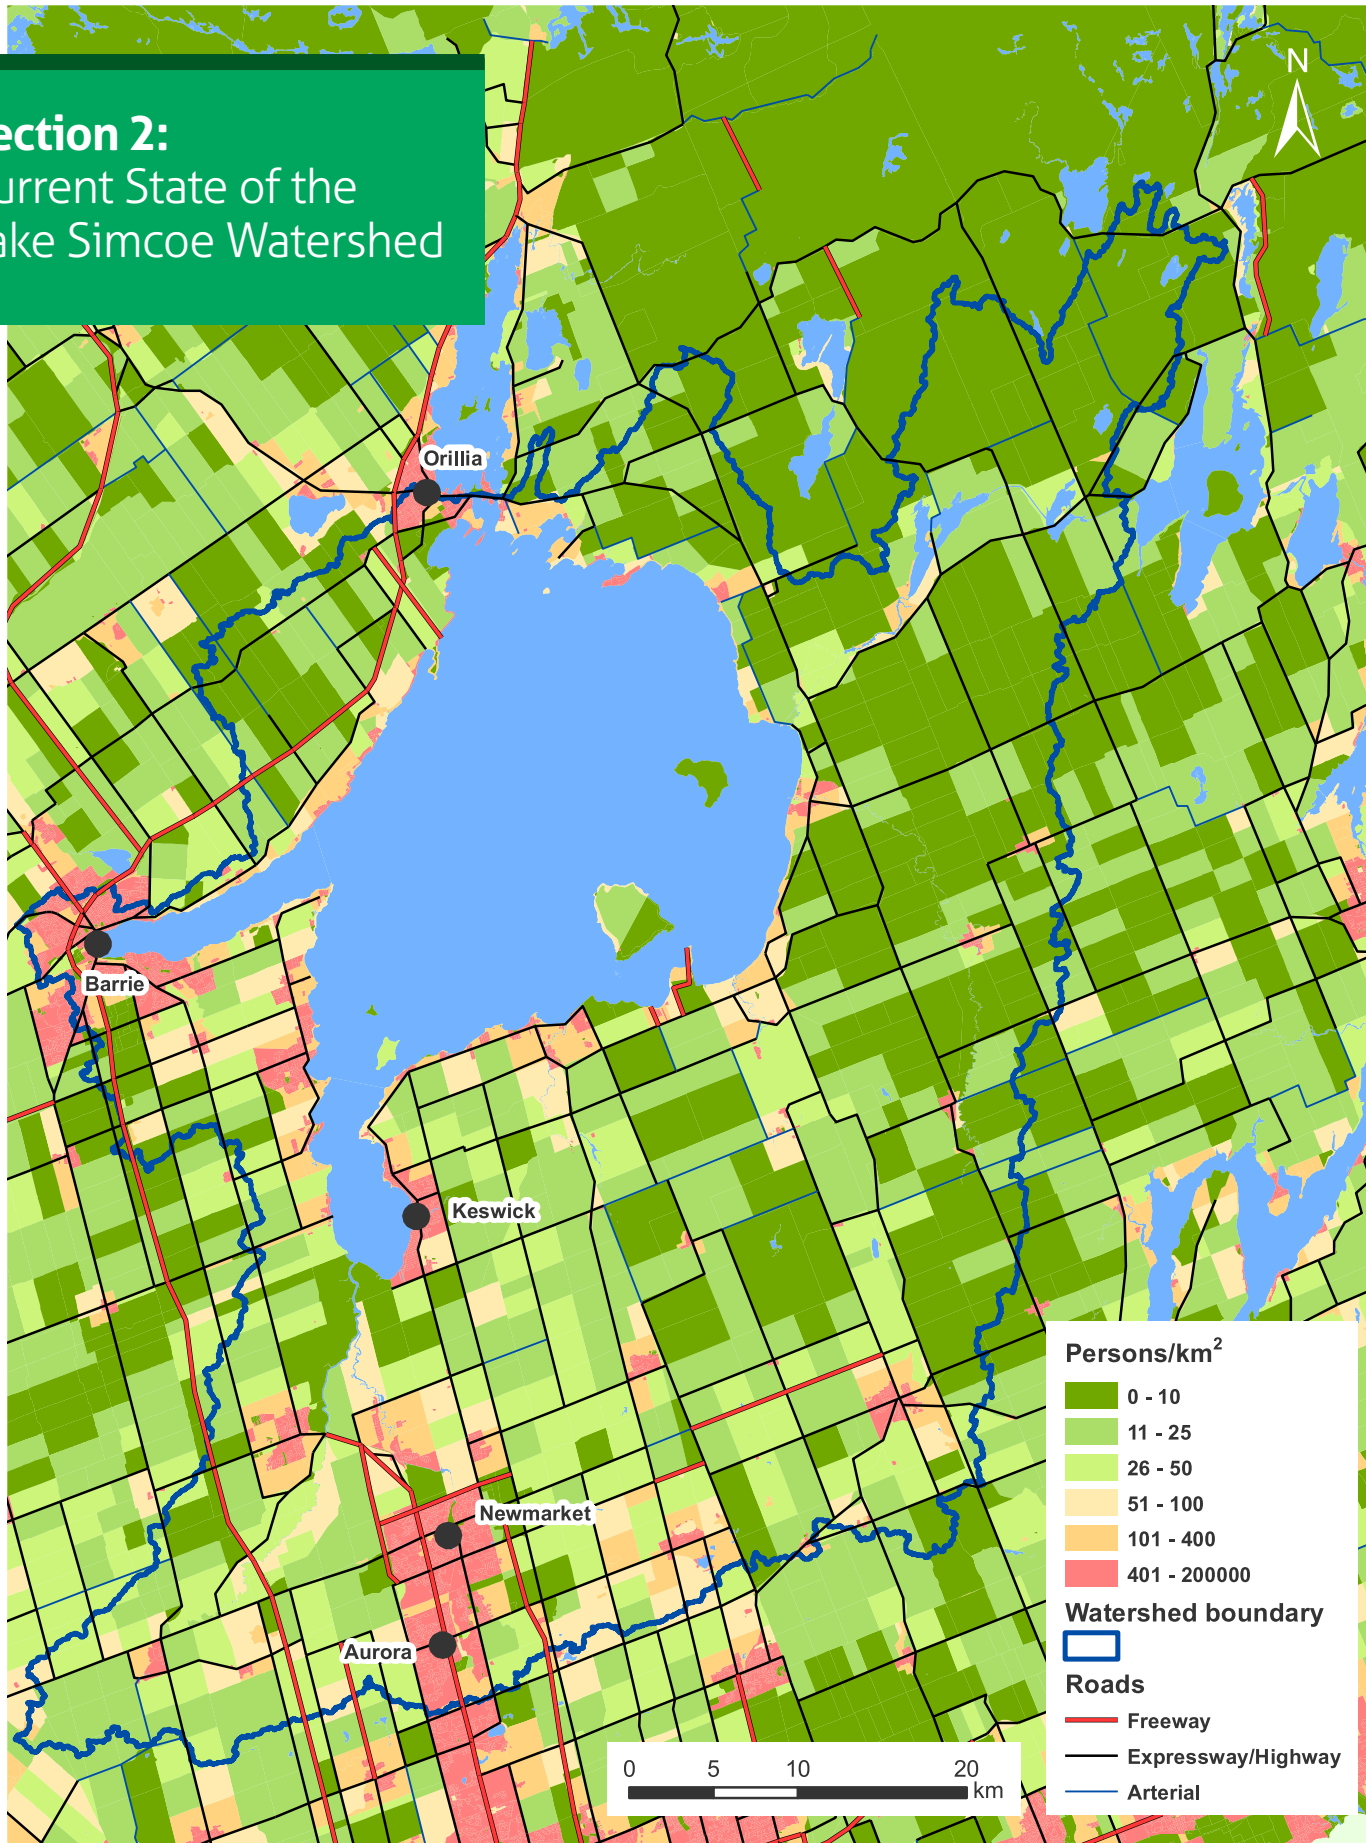 ection 2:
urrent State of the
ake Simcoe Watershed
N
Orillia
Barrie
Keswick
Newmarket
Aurora
Persons/km²
0 - 10
11 - 25
26 - 50
51 - 100
101 - 400
401 - 200000
Watershed boundary
Roads
Freeway
Expressway/Highway
Arterial
0 5 10 20
km